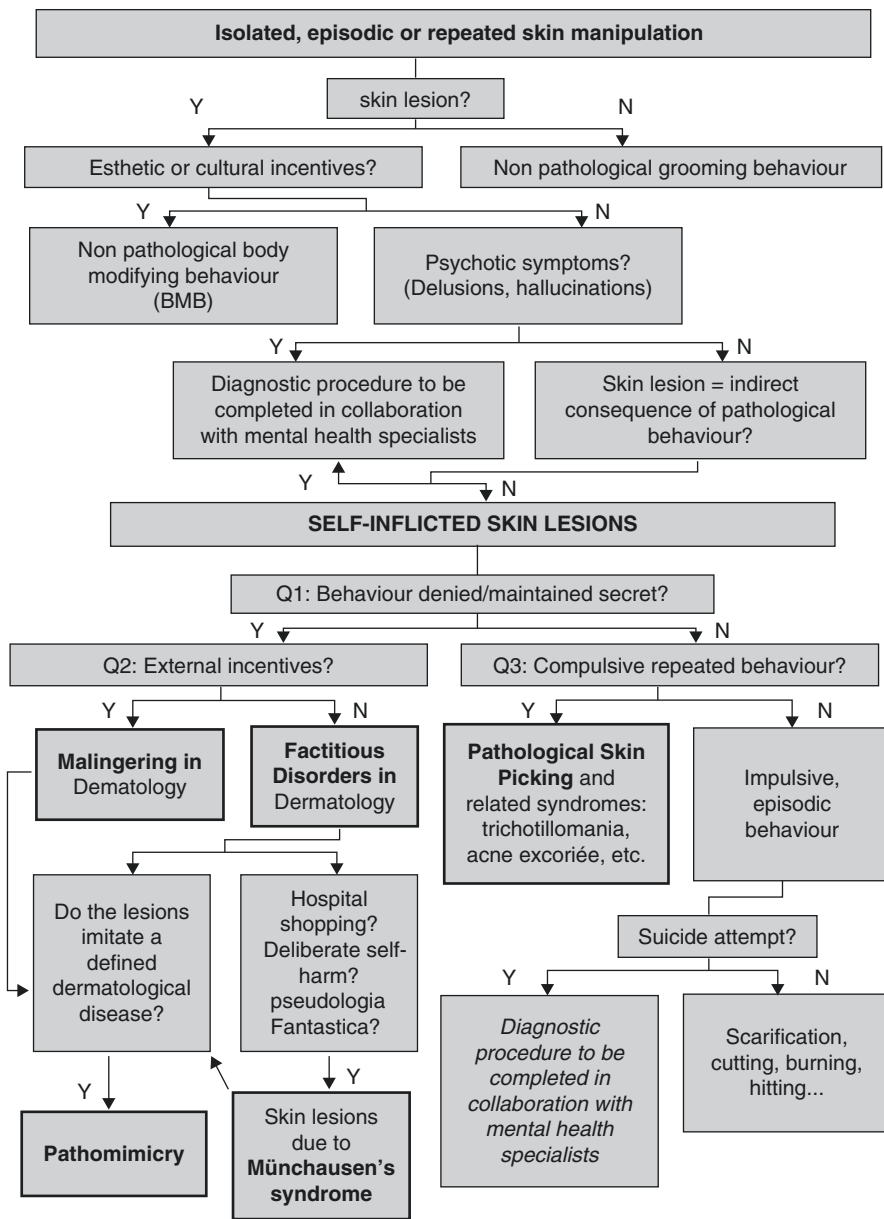 Isolated, episodic or repeated skin manipulation
skin lesion?
Y
N
Esthetic or cultural incentives?
Non pathological grooming behaviour
Y
N
Non pathological body
modifying behaviour
(BMB)
Psychotic symptoms?
(Delusions, hallucinations)
Y
N
Diagnostic procedure to be
completed in collaboration
with mental health specialists
Skin lesion = indirect
consequence of pathological
behaviour?
Y
N
SELF-INFLICTED SKIN LESIONS
Q1: Behaviour denied/maintained secret?
Y
N
Q2: External incentives?
Q3: Compulsive repeated behaviour?
Y
N
Y
N
Malingering in
Dematology
Factitious
Disorders in
Dermatology
Pathological Skin
Picking and
related syndromes:
trichotillomania,
acne excoriée, etc.
Impulsive,
episodic
behaviour
Do the lesions
imitate a
defined
dermatological
disease?
Hospital
shopping?
Deliberate self-
harm?
pseudologia
Fantastica?
Suicide attempt?
Y
N
Diagnostic
procedure to be
completed in
collaboration with
mental health
specialists
Scarification,
cutting, burning,
hitting...
Y
Y
Pathomimicry
Skin lesions
due to
Münchausen's
syndrome